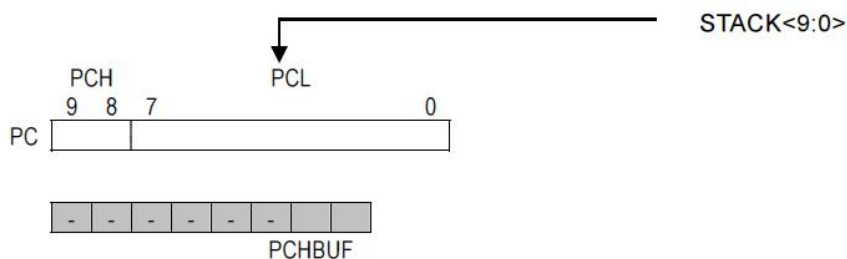 STACK<9:0>
PCH PCL
9 8 7 0
PC
- - - - - -
PCHBUF